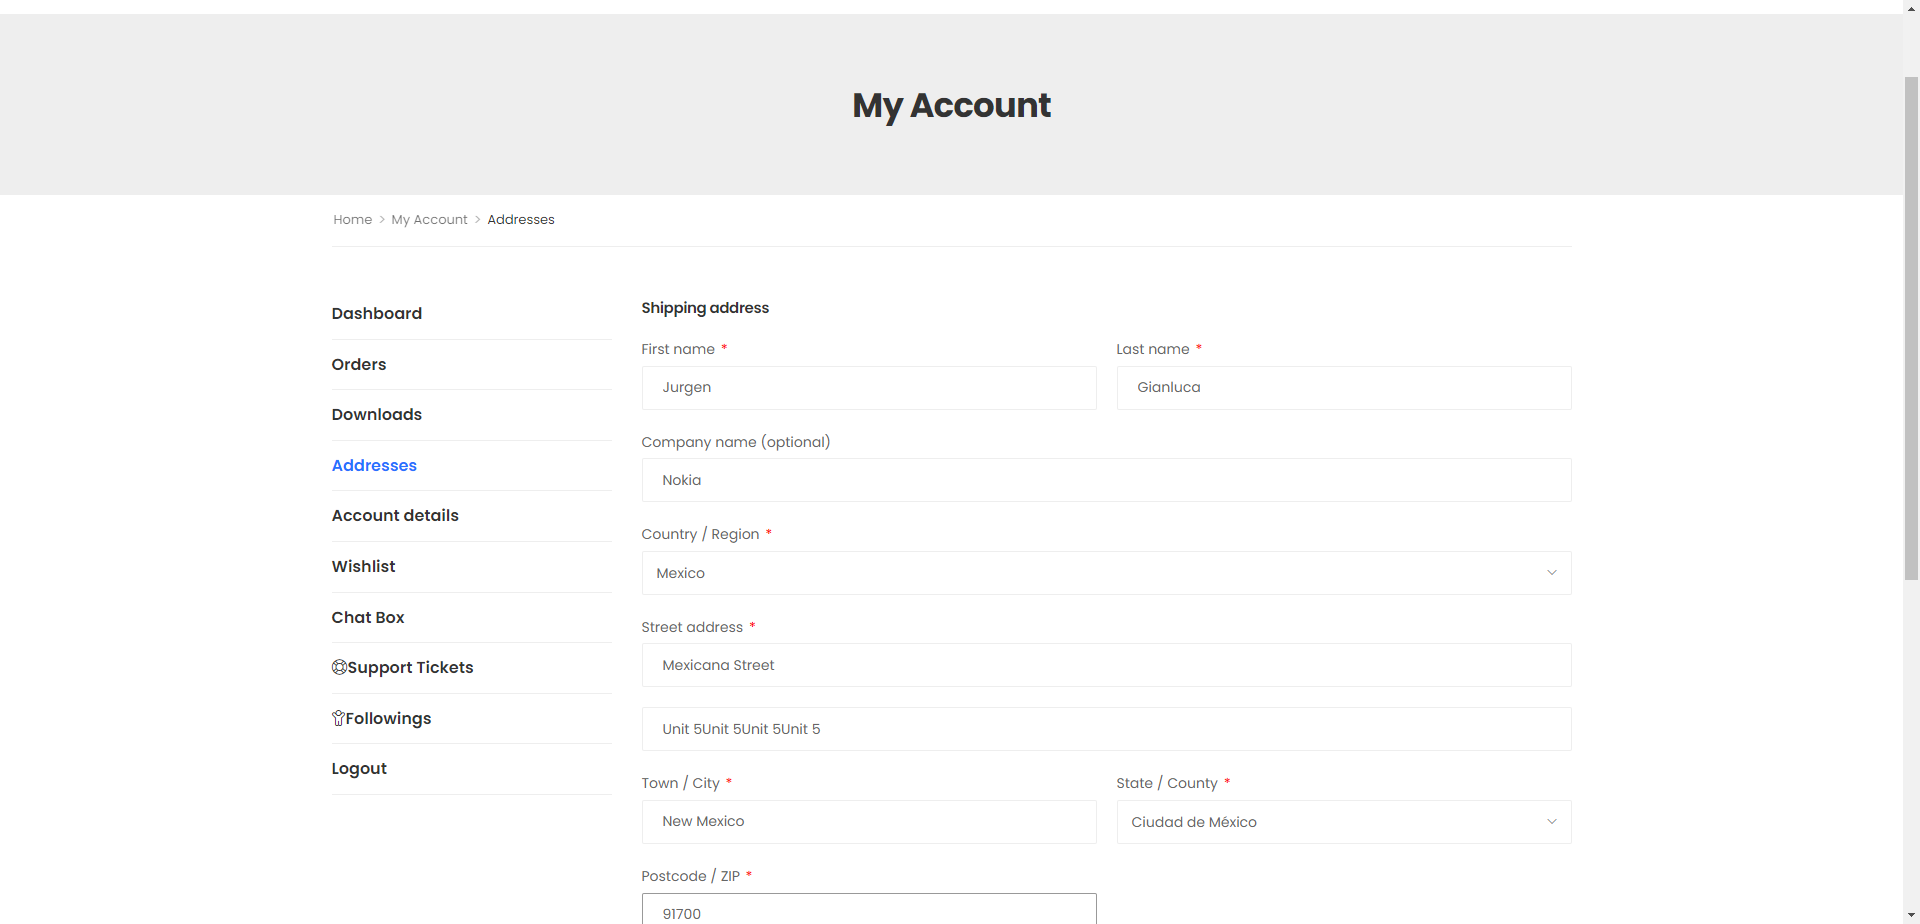 My Account
Home > My Account > Addresses
Dashboard
Orders
Downloads
Addresses
Account details
Wishlist
Chat Box
Support Tickets
Followings
Logout
Shipping address
First name *
Jurgen
Last name *
Gianluca
Company name (optional)
Nokia
Country / Region *
Mexico
Street address *
Mexicana Street
Unit 5Unit 5Unit 5Unit 5
Town / City *
New Mexico
State / County *
Ciudad de México
Postcode / ZIP *
91700